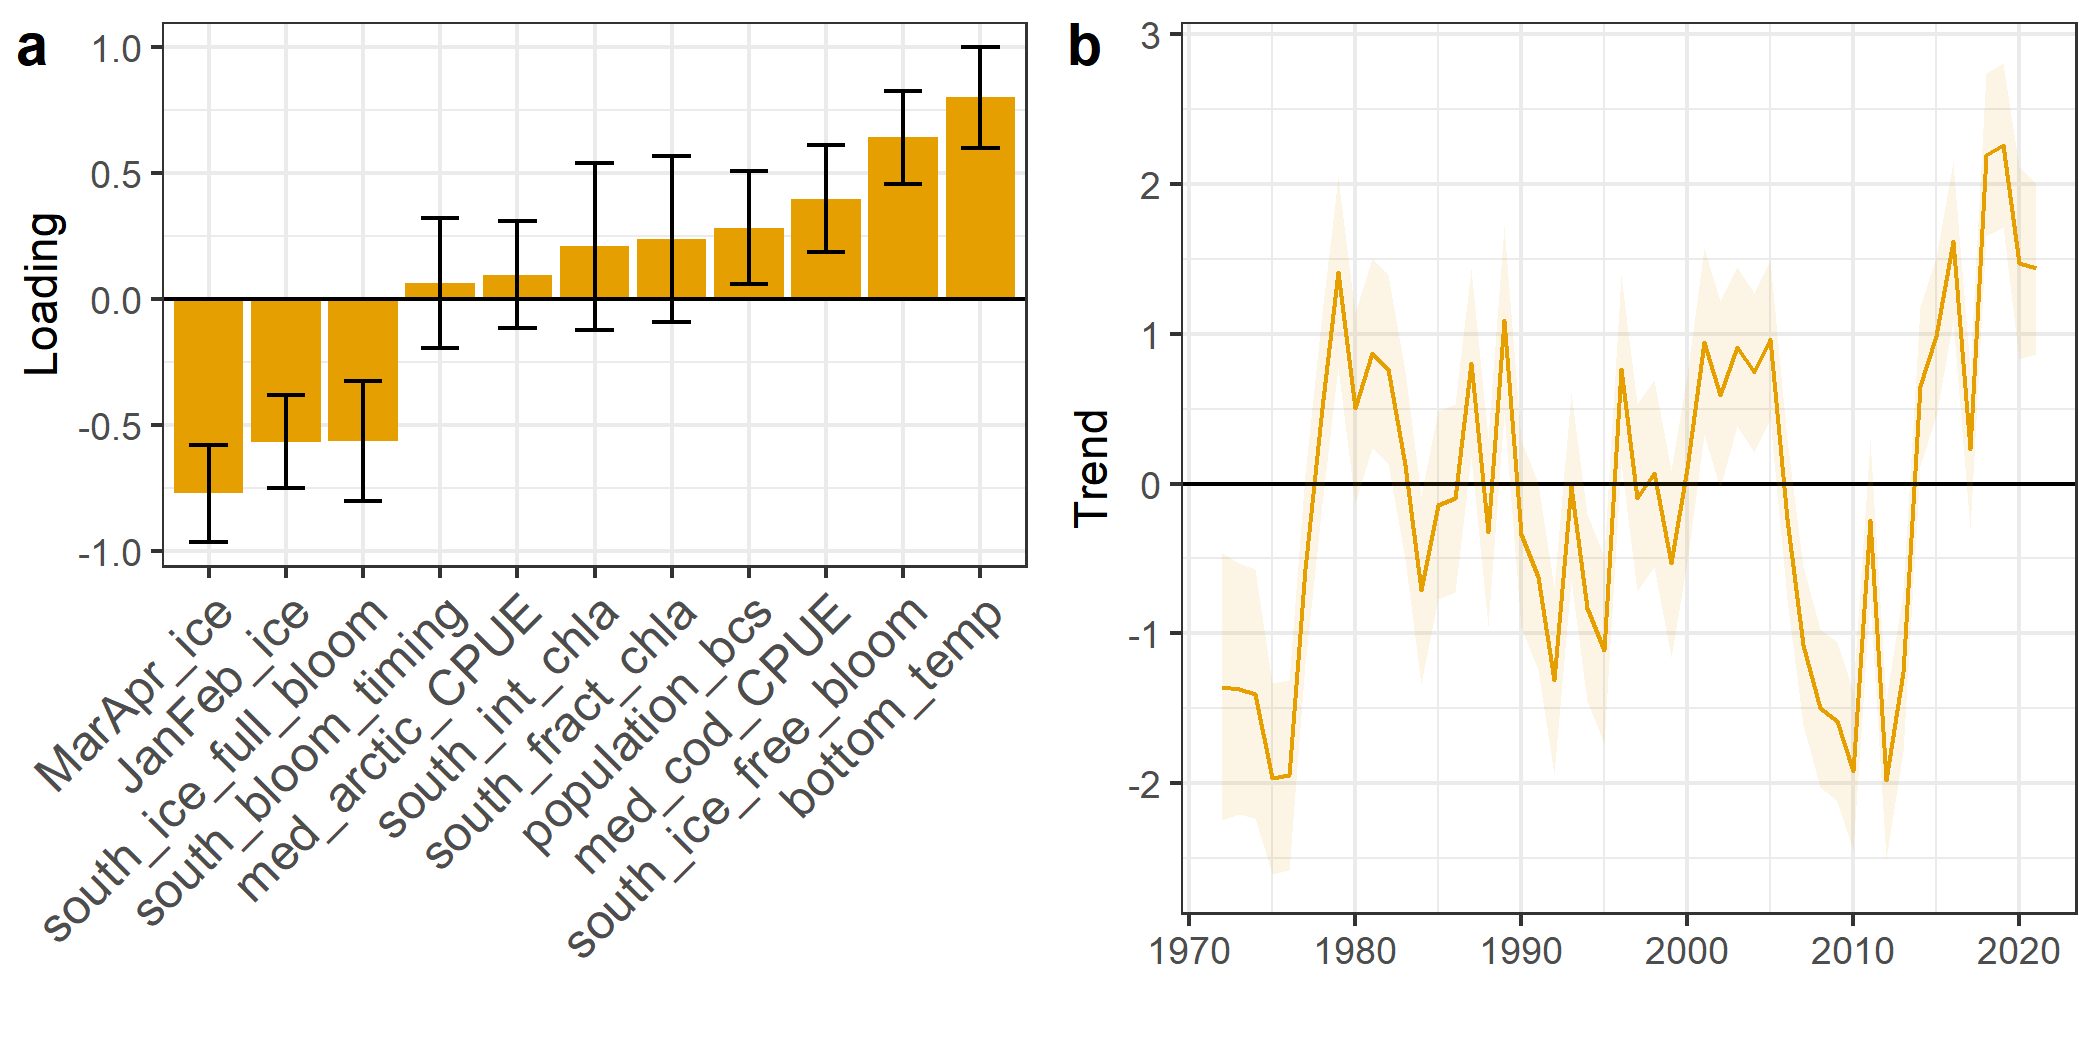 a
Loading
1.0
0.5
0.0
-0.5
-1.0
MarApr_ice
JanFeb_ice
south_ice_full_bloom
south_bloom_timing
med_arctic_CPUE
south_int_chla
south_fract_chla
population_bcs
med_cod_CPUE
south_ice_free_bloom
bottom_temp
b
Trend
3
2
1
0
-1
-2
1970
1980
1990
2000
2010
2020